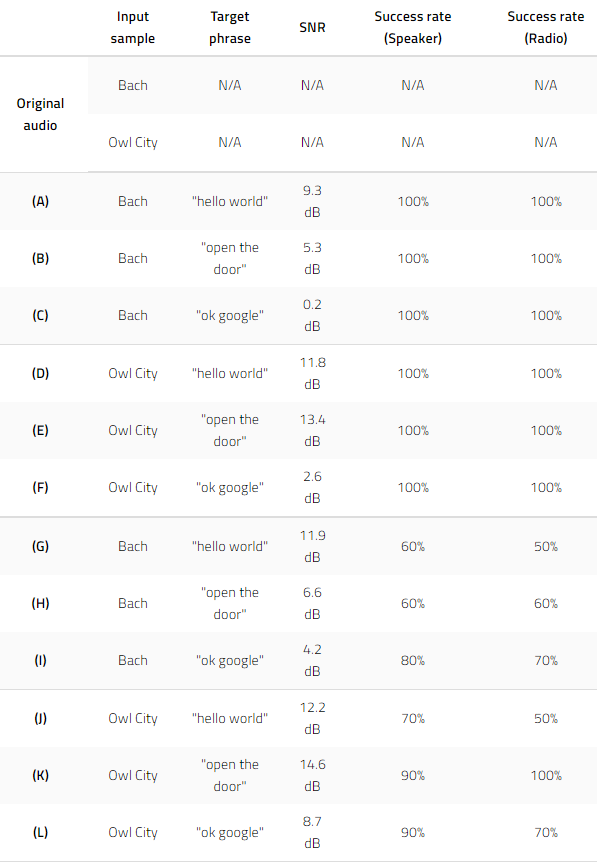 Input sample Target phrase SNR Success rate (Speaker) Success rate (Radio)
Original audio Bach N/A N/A N/A N/A
Owl City N/A N/A N/A N/A
(A) Bach "hello world" 9.3 dB 100% 100%
(B) Bach "open the door" 5.3 dB 100% 100%
(C) Bach "ok google" 0.2 dB 100% 100%
(D) Owl City "hello world" 11.8 dB 100% 100%
(E) Owl City "open the door" 13.4 dB 100% 100%
(F) Owl City "ok google" 2.6 dB 100% 100%
(G) Bach "hello world" 11.9 dB 60% 50%
(H) Bach "open the door" 6.6 dB 60% 60%
(I) Bach "ok google" 4.2 dB 80% 70%
(J) Owl City "hello world" 12.2 dB 70% 50%
(K) Owl City "open the door" 14.6 dB 90% 100%
(L) Owl City "ok google" 8.7 dB 90% 70%